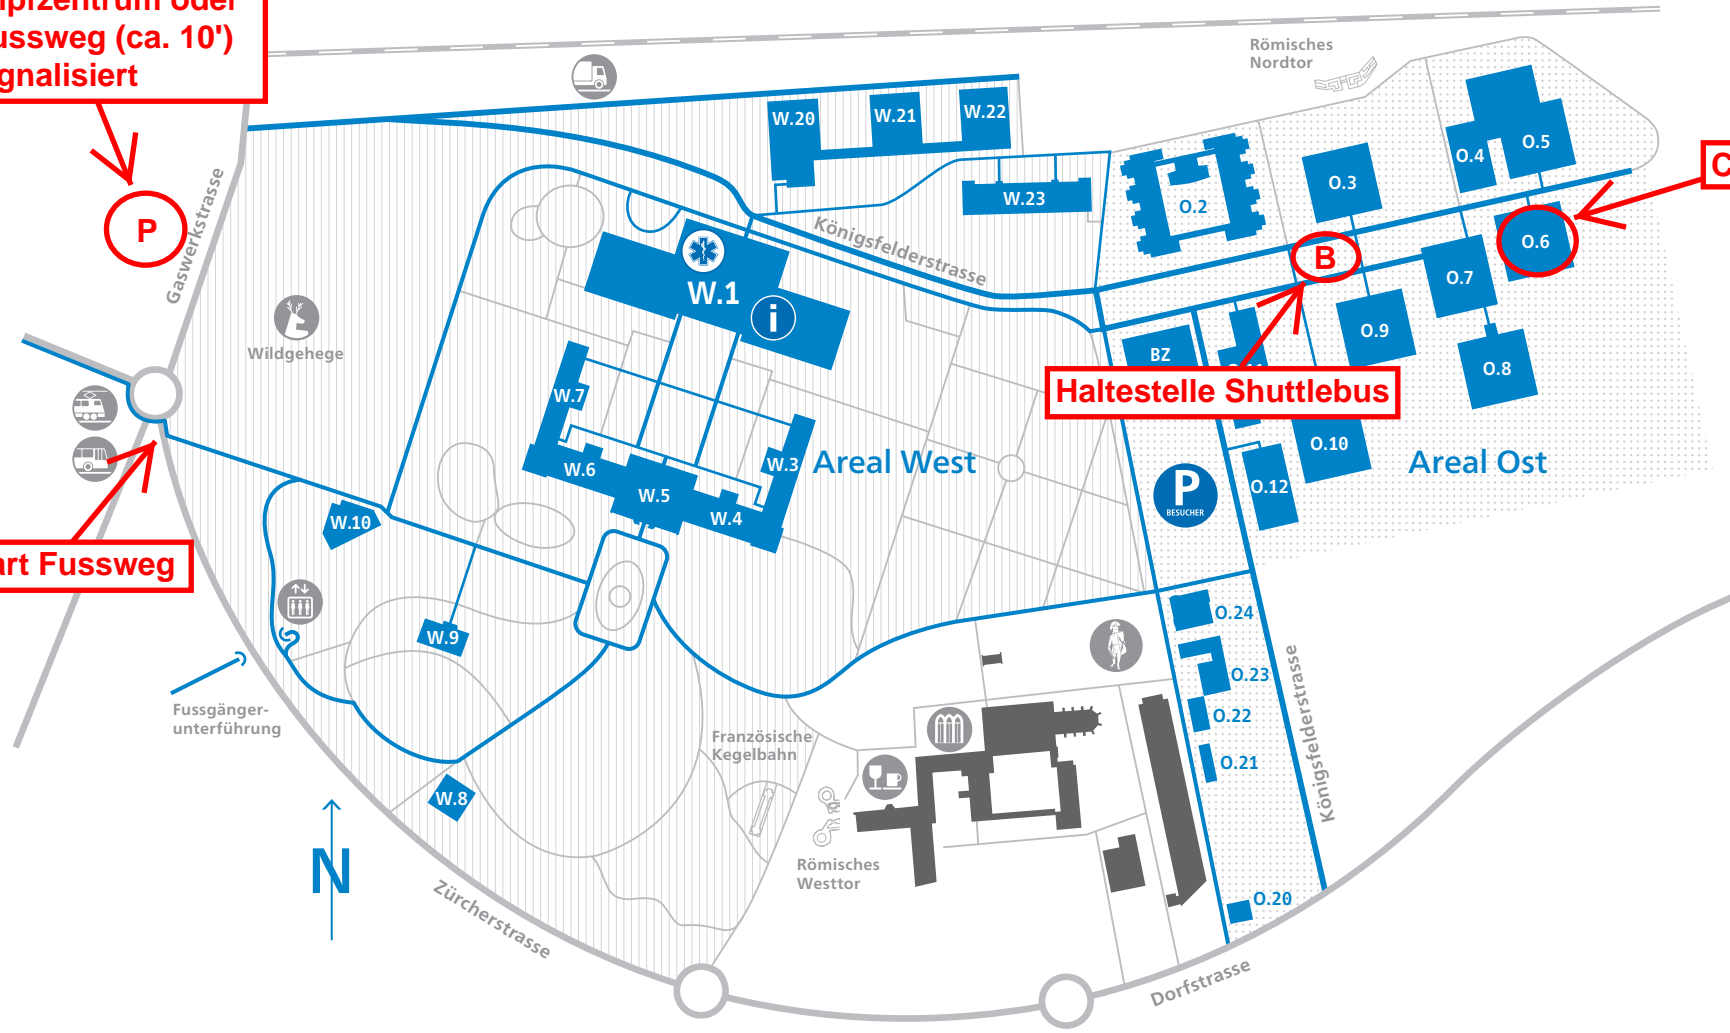 oder
ussweg (ca. 10')
gnalisiert
P
Gaswerkstrasse
Wildgehege
art Fussweg
Fussgänger-
unterführung
N
Zürcherstrasse
W.20
W.21
W.22
W.23
Königsfelderstrasse
W.1
i
W.7
W.6
W.5
W.4
W.3
W.10
W.9
W.8
Areal West
Französische
Kegelbahn
Römisches
Westtor
Römisches
Nordtor
O.2
O.3
O.4
O.5
O.6
C
B
O.7
O.8
O.9
BZ
Haltestelle Shuttlebus
O.10
Areal Ost
O.12
P
BESUCHER
O.24
O.23
O.22
O.21
O.20
Königsfelderstrasse
Dorfstrasse